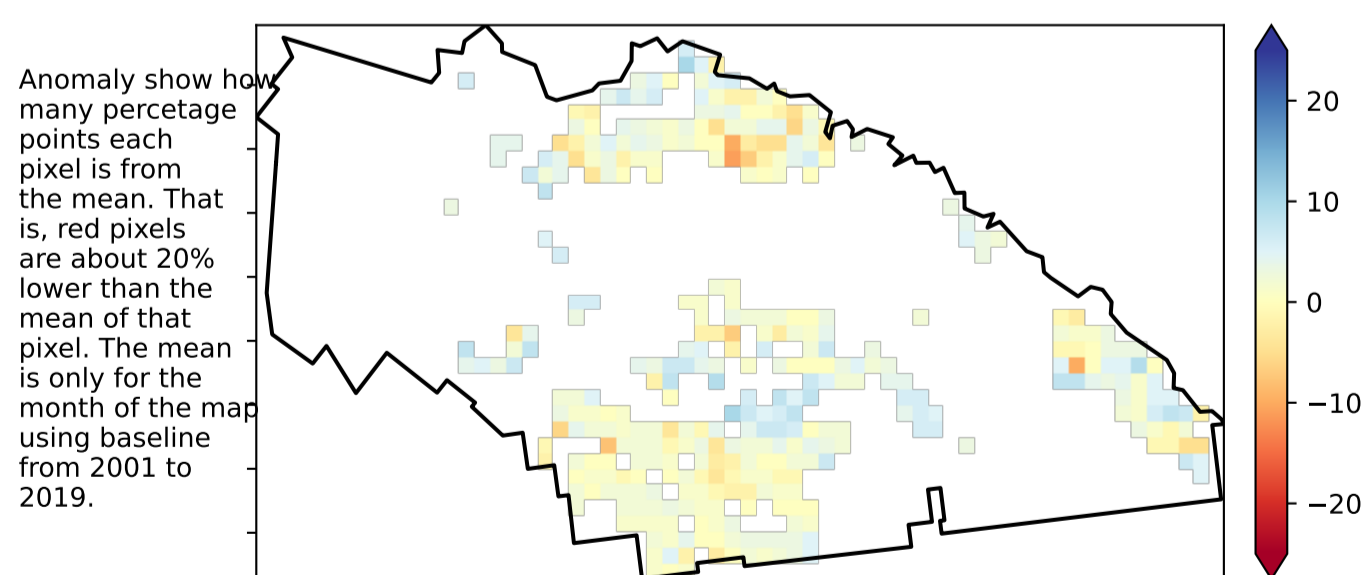 Anomaly show how
many percetage
points each
pixel is from
the mean. That
is, red pixels
are about 20%
lower than the
mean of that
pixel. The mean
is only for the
month of the map
using baseline
from 2001 to
2019.
20
10
0
−10
−20